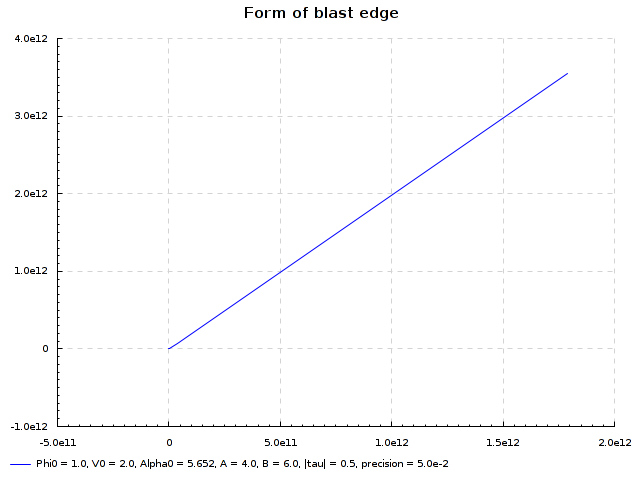 Form of blast edge
4.0e12
3.0e12
2.0e12
1.0e12
0
-1.0e12
-5.0e11 0 5.0e11 1.0e12 1.5e12 2.0e12
Phi0 = 1.0, V0 = 2.0, Alpha0 = 5.652, A = 4.0, B = 6.0, |tau| = 0.5, precision = 5.0e-2